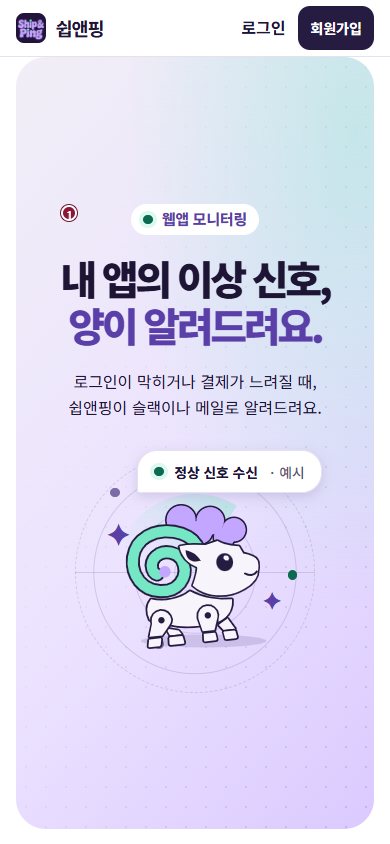 Ship&
Ping
쉽앤핑
로그인
회원가입
1
웹앱 모니터링
내 앱의 이상 신호,
양이 알려드려요.
로그인이 막히거나 결제가 느려질 때,
쉽앤핑이 슬랙이나 메일로 알려드려요.
정상 신호 수신 · 예시